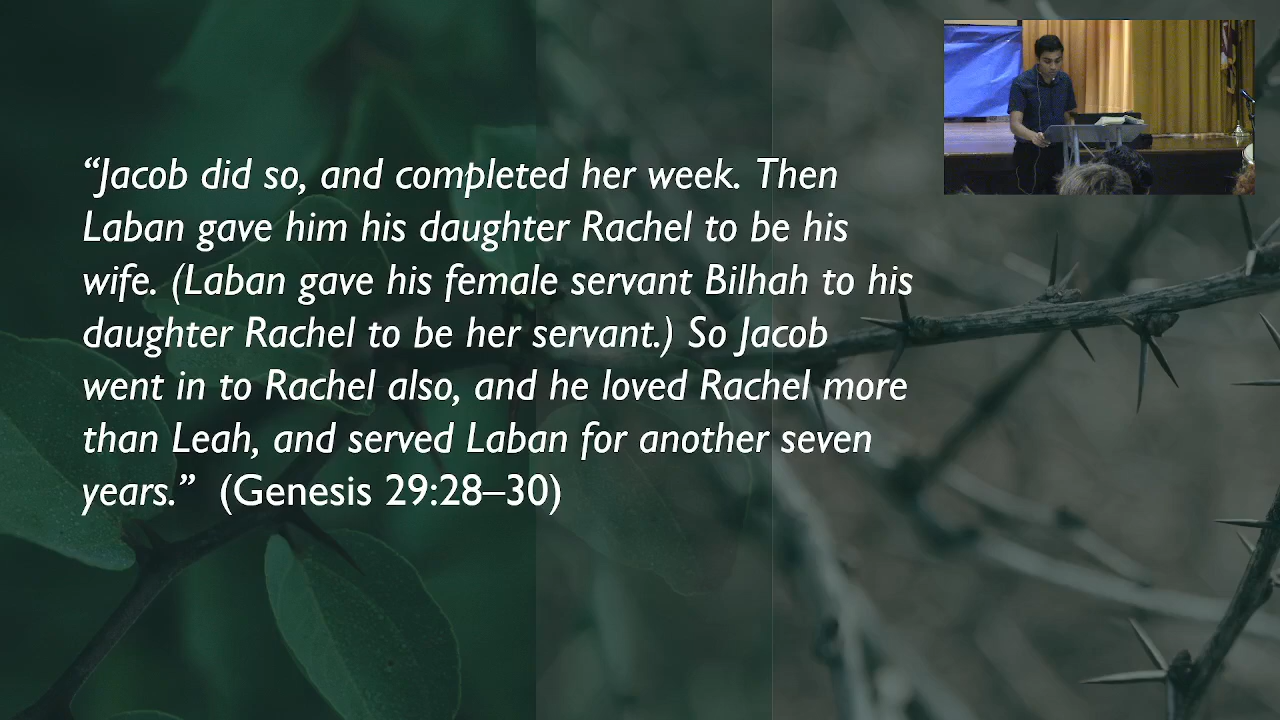 “Jacob did so, and completed her week. Then
Laban gave him his daughter Rachel to be his
wife. (Laban gave his female servant Bilhah to his
daughter Rachel to be her servant.) So Jacob
went in to Rachel also, and he loved Rachel more
than Leah, and served Laban for another seven
years.” (Genesis 29:28–30)